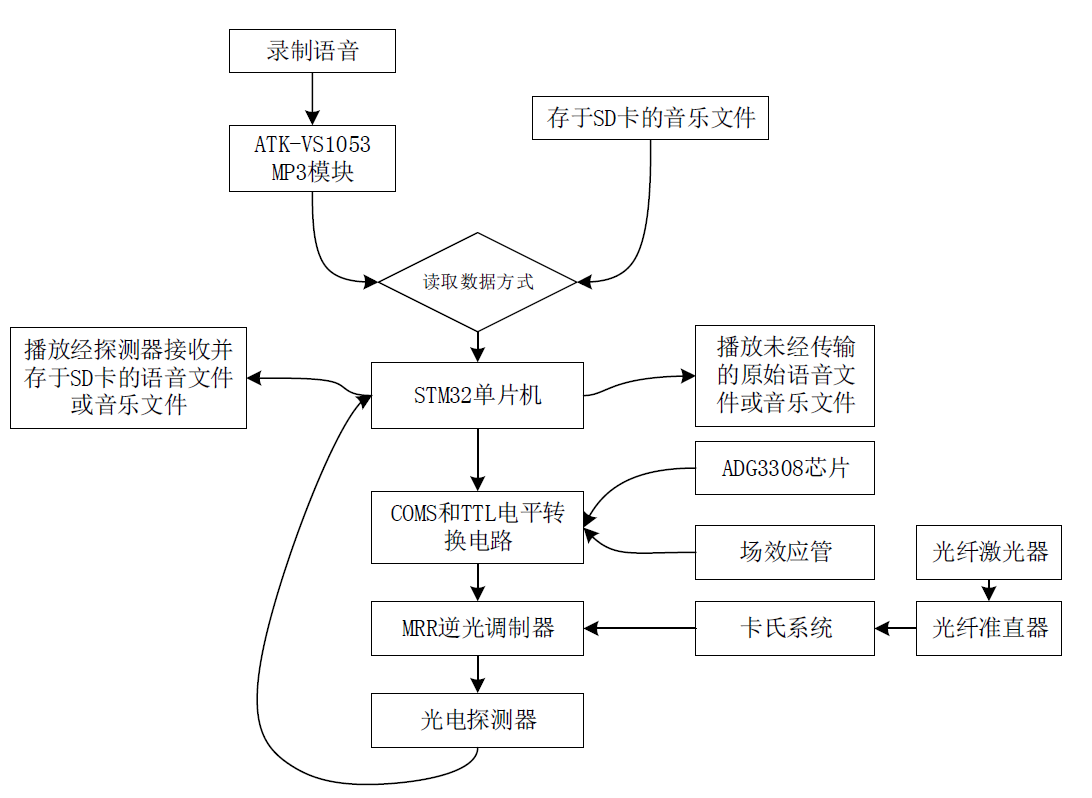 录制语音
ATK-VS1053
MP3模块
存于SD卡的音乐文件
读取数据方式
播放经探测器接收并
存于SD卡的语音文件
或音乐文件
STM32单片机
播放未经传输
的原始语音文
件或音乐文件
ADG3308芯片
COMS和TTL电平转
换电路
场效应管
光纤激光器
MRR逆光调制器
卡氏系统
光纤准直器
光电探测器